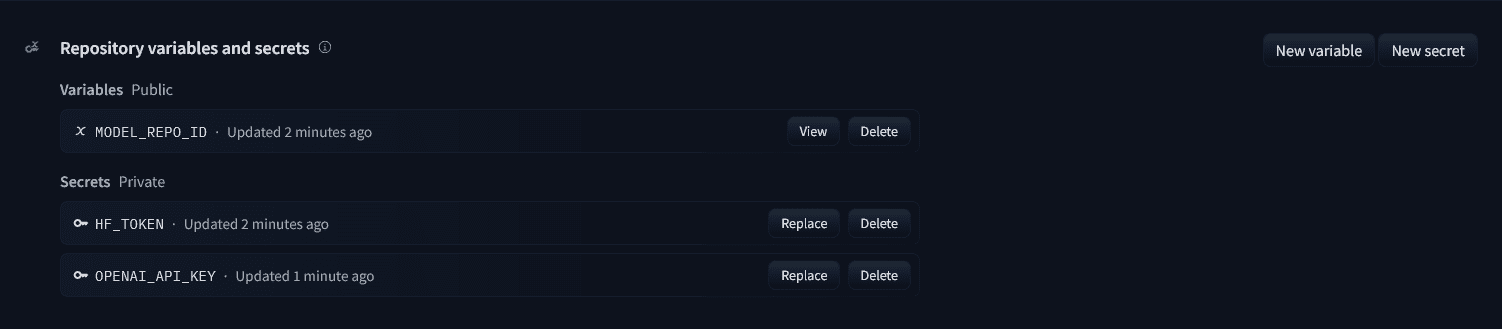 Repository variables and secrets
New variable
New secret
Variables Public
MODEL_REPO_ID · Updated 2 minutes ago
View
Delete
Secrets Private
HF_TOKEN · Updated 2 minutes ago
Replace
Delete
OPENAI_API_KEY · Updated 1 minute ago
Replace
Delete